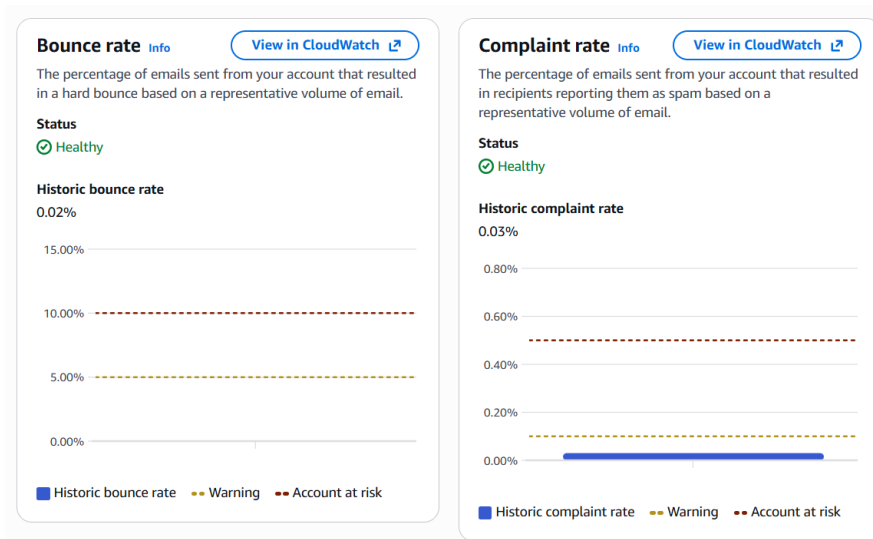 Bounce rate Info View in CloudWatch
The percentage of emails sent from your account that resulted
in a hard bounce based on a representative volume of email.
Status
Healthy
Historic bounce rate
0.02%
15.00%
10.00%
5.00%
0.00%
Historic bounce rate Warning Account at risk
Complaint rate Info View in CloudWatch
The percentage of emails sent from your account that resulted
in recipients reporting them as spam based on a
representative volume of email.
Status
Healthy
Historic complaint rate
0.03%
0.80%
0.60%
0.40%
0.20%
0.00%
Historic complaint rate Warning Account at risk